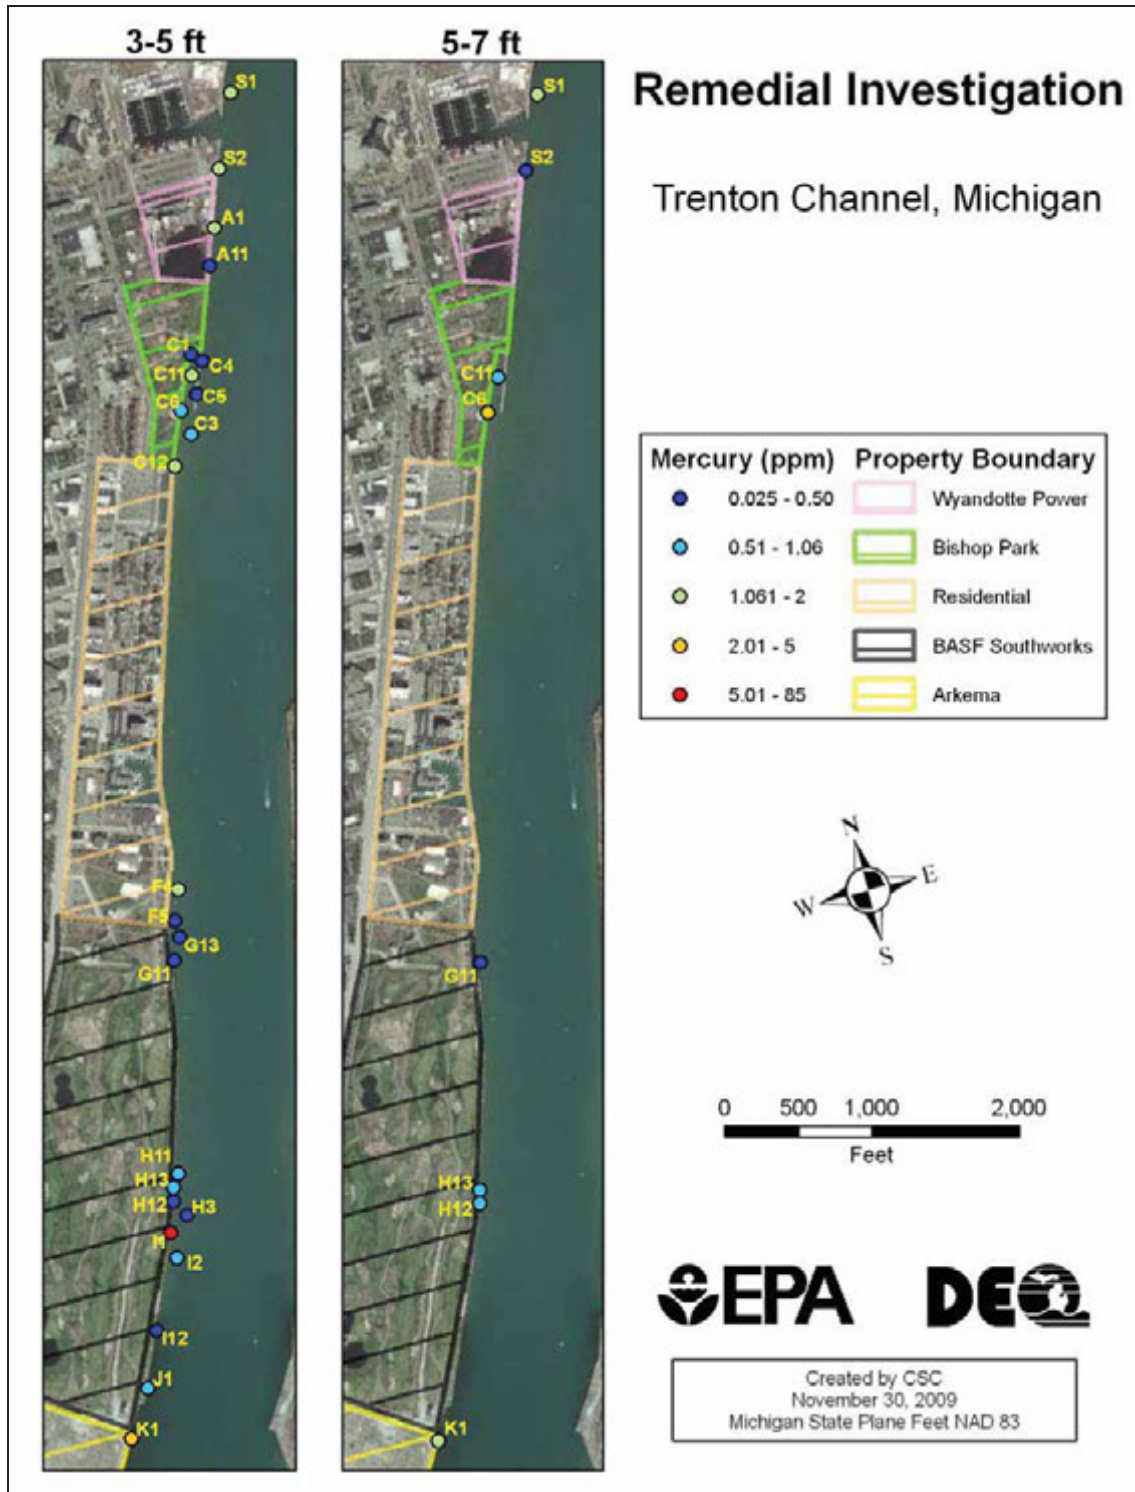 3-5 ft
S1
S2
A1
A11
C1
C4
C11
C5
C6
C3
C12
F4
F5
G13
G11
H11
H13
H12
H3
I1
I2
I12
J1
K1
5-7 ft
S1
S2
C11
C6
G11
H13
H12
K1
Remedial Investigation
Trenton Channel, Michigan
Mercury (ppm) Property Boundary
0.025 - 0.50 Wyandotte Power
0.51 - 1.06 Bishop Park
1.061 - 2 Residential
2.01 - 5 BASF Southworks
5.01 - 85 Arkema
N
E
W
S
0 500 1,000 2,000
Feet
EPA DEQ
Created by CSC
November 30, 2009
Michigan State Plane Feet NAD 83